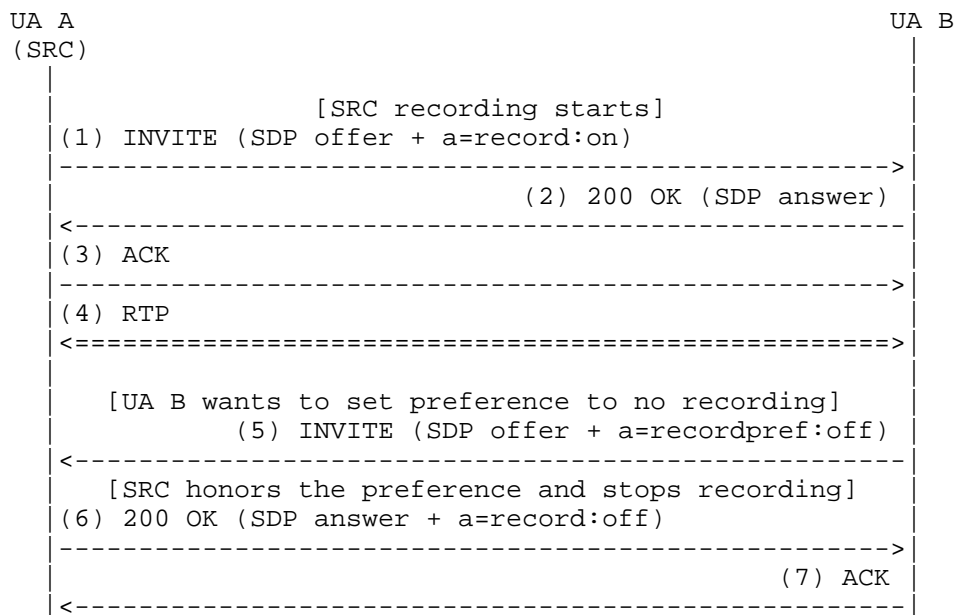 UA A UA B
(SRC)
[SRC recording starts]
(1) INVITE (SDP offer + a=record:on)
(2) 200 OK (SDP answer)
(3) ACK
(4) RTP
[UA B wants to set preference to no recording]
(5) INVITE (SDP offer + a=recordpref:off)
[SRC honors the preference and stops recording]
(6) 200 OK (SDP answer + a=record:off)
(7) ACK